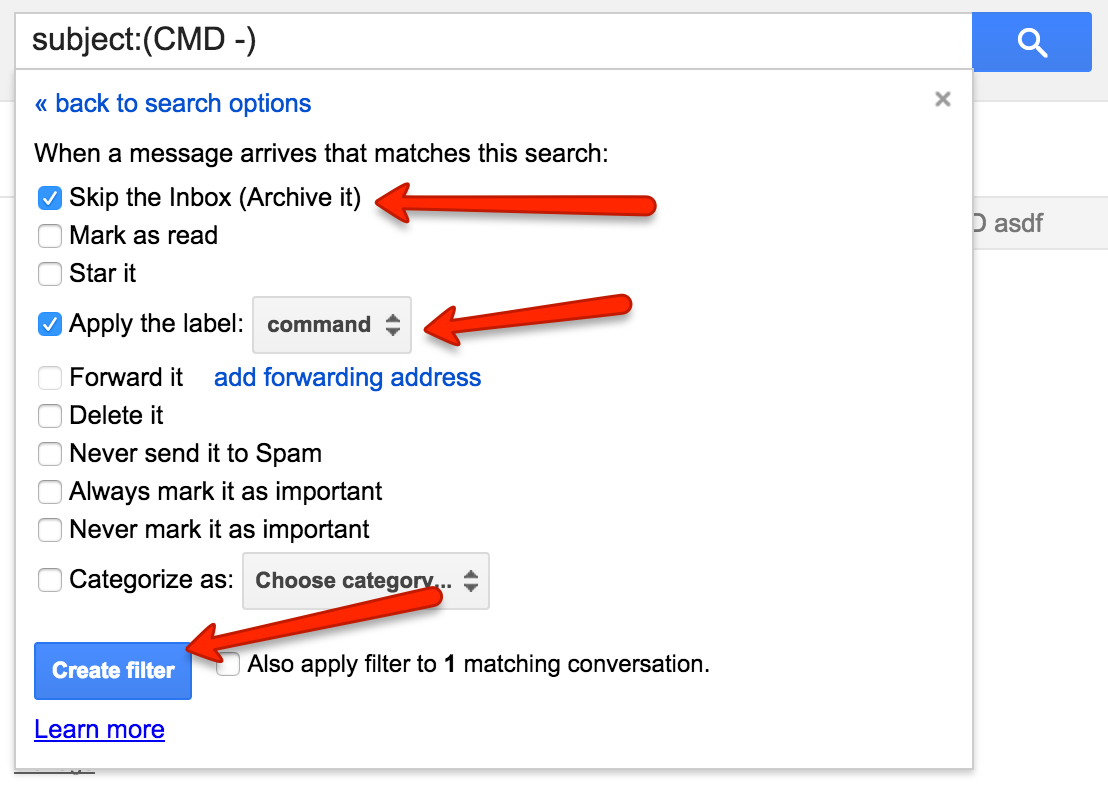 subject:(CMD -)
« back to search options
When a message arrives that matches this search:
Skip the Inbox (Archive it)
Mark as read
D asdf
Star it
Apply the label: command
Forward it add forwarding address
Delete it
Never send it to Spam
Always mark it as important
Never mark it as important
Categorize as: Choose category...
Create filter Also apply filter to 1 matching conversation.
Learn more